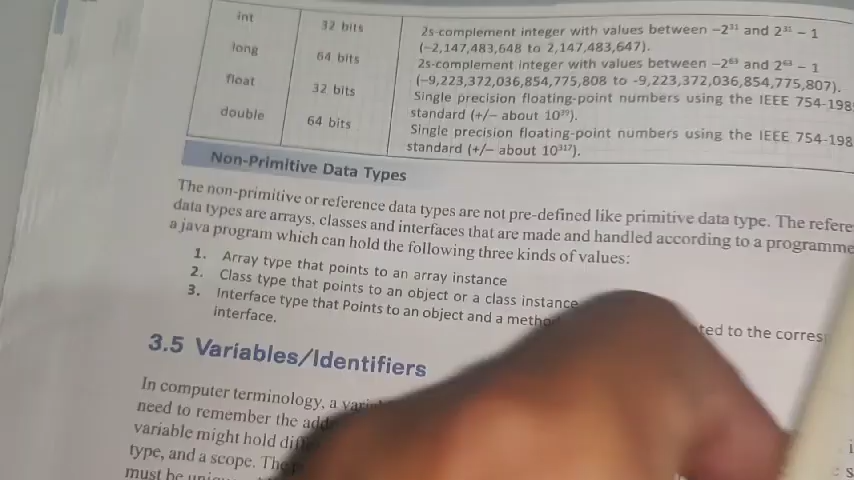 int 32 bits 2s-complement integer with values between −2³¹ and 2³¹ − 1
(−2,147,483,648 to 2,147,483,647).
long 64 bits 2s-complement integer with values between −2⁶³ and 2⁶³ − 1
(−9,223,372,036,854,775,808 to -9,223,372,036,854,775,807).
float 32 bits Single precision floating-point numbers using the IEEE 754-198
standard (+/− about 10³⁹).
double 64 bits Single precision floating-point numbers using the IEEE 754-198
standard (+/− about 10³¹⁷).
Non-Primitive Data Types
The non-primitive or reference data types are not pre-defined like primitive data type. The refere
data types are arrays, classes and interfaces that are made and handled according to a programme
a java program which can hold the following three kinds of values:
1. Array type that points to an array instance
2. Class type that points to an object or a class instance
3. Interface type that Points to an object and a metho ted to the corres
interface.
3.5 Variables/Identifiers
In computer terminology, a vari
need to remember the add
variable might hold diff
type, and a scope. The
must be uniq